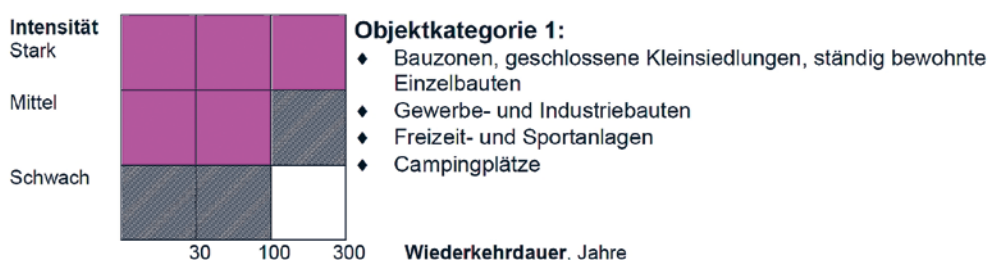 Intensität
Stark
Mittel
Schwach
30 100 300
Wiederkehrdauer, Jahre
Objektkategorie 1:
♦ Bauzonen, geschlossene Kleinsiedlungen, ständig bewohnte
Einzelbauten
♦ Gewerbe- und Industriebauten
♦ Freizeit- und Sportanlagen
♦ Campingplätze